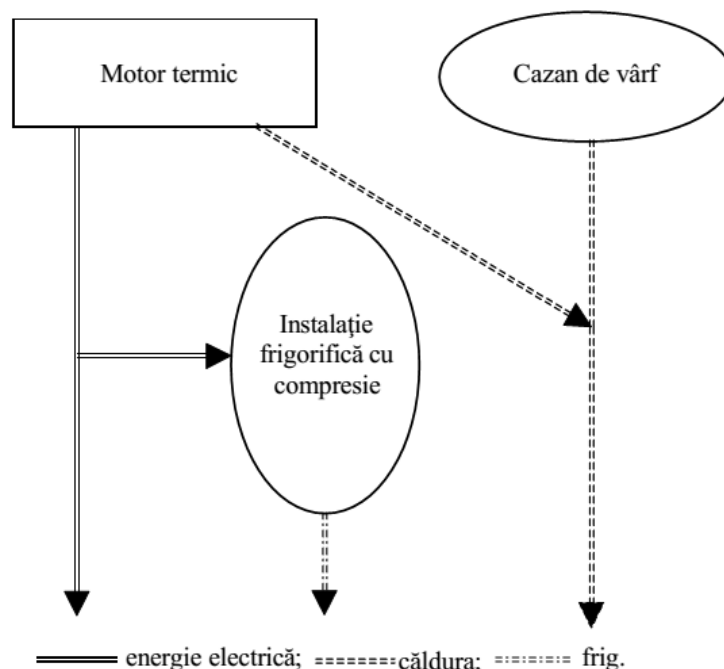 Motor termic
Cazan de vârf
Instalaţie
frigorifică cu
compresie
energie electrică; căldura; frig.